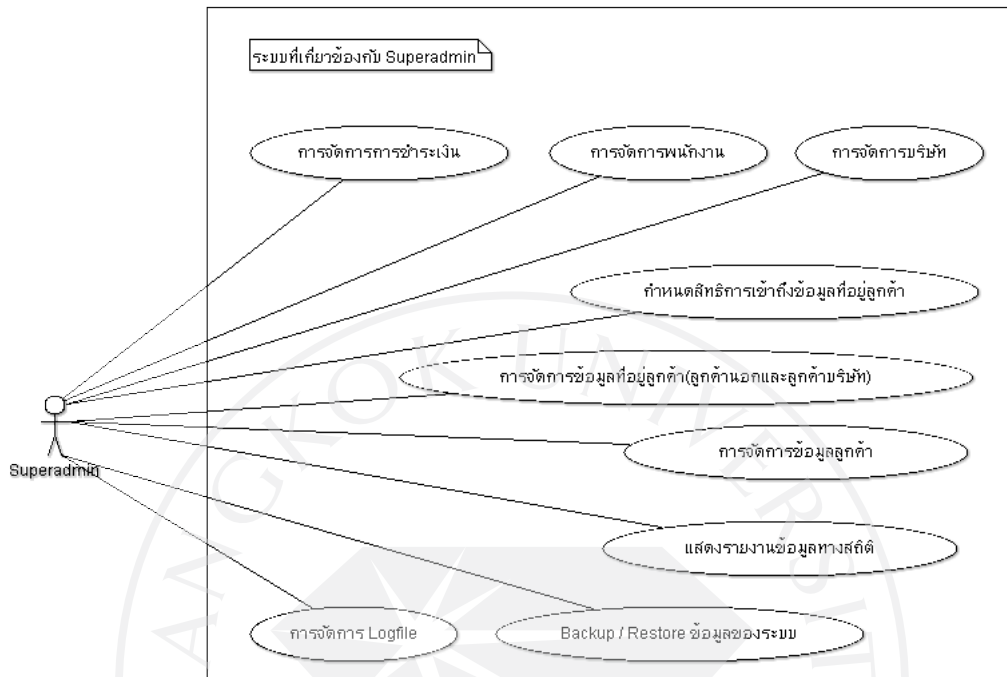 ระบบที่เกี่ยวข้องกับ Superadmin
การจัดการการชำระเงิน
การจัดการพนักงาน
การจัดการบริษัท
กำหนดสิทธิการเข้าถึงข้อมูลที่อยู่ลูกค้า
การจัดการข้อมูลที่อยู่ลูกค้า(ลูกค้านอกและลูกค้าบริษัท)
การจัดการข้อมูลลูกค้า
Superadmin
แสดงรายงานข้อมูลทางสถิติ
การจัดการ Logfile
Backup / Restore ข้อมูลของระบบ
ANGKOK UNIVERSIT